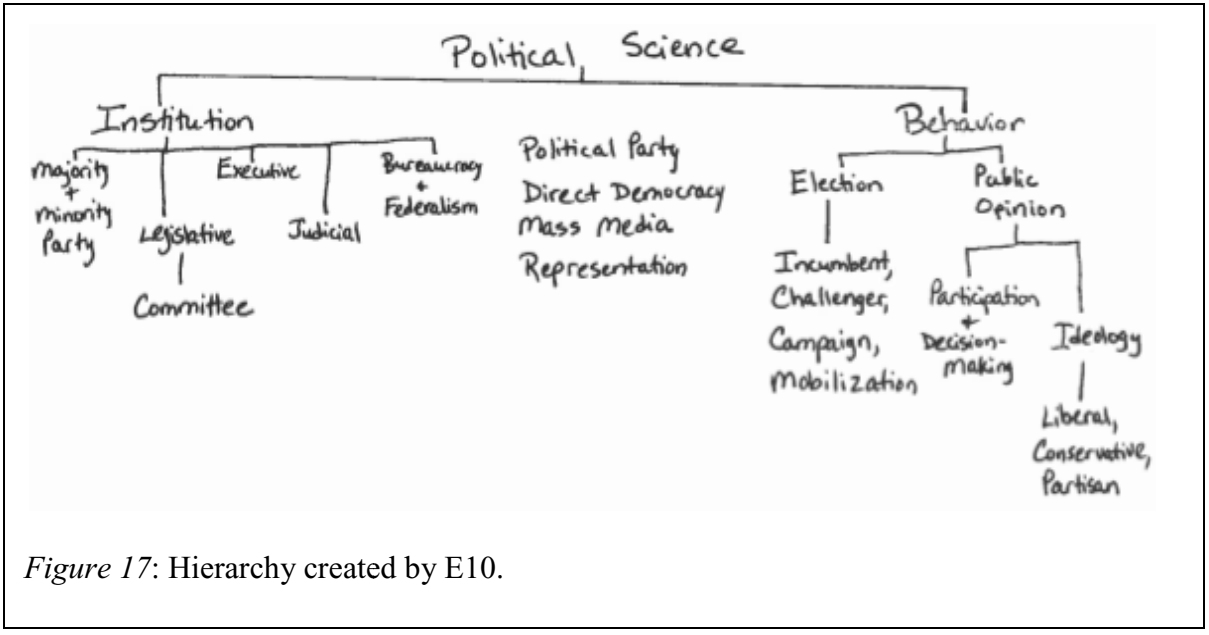 Political Science
Institution
Majority
+
Minority
Party
Legislative
Committee
Executive
Judicial
Bureaucracy
+
Federalism
Political Party
Direct Democracy
Mass Media
Representation
Behavior
Election
Incumbent,
Challenger,
Campaign,
Mobilization
Public
Opinion
Participation
+
Decision-
Making
Ideology
Liberal,
Conservative,
Partisan
Figure 17: Hierarchy created by E10.